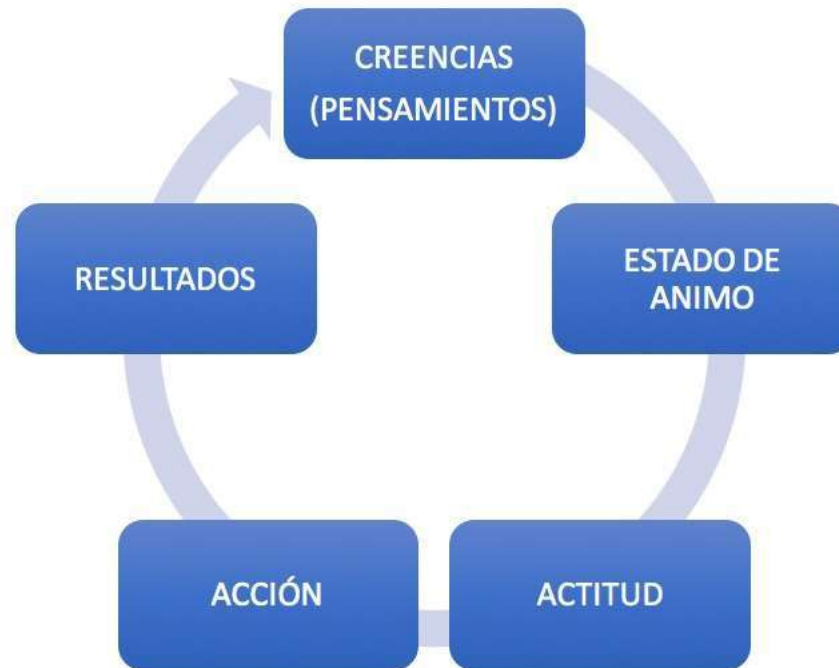 CREENCIAS
(PENSAMIENTOS)
ESTADO DE
ANIMO
ACTITUD
ACCIÓN
RESULTADOS